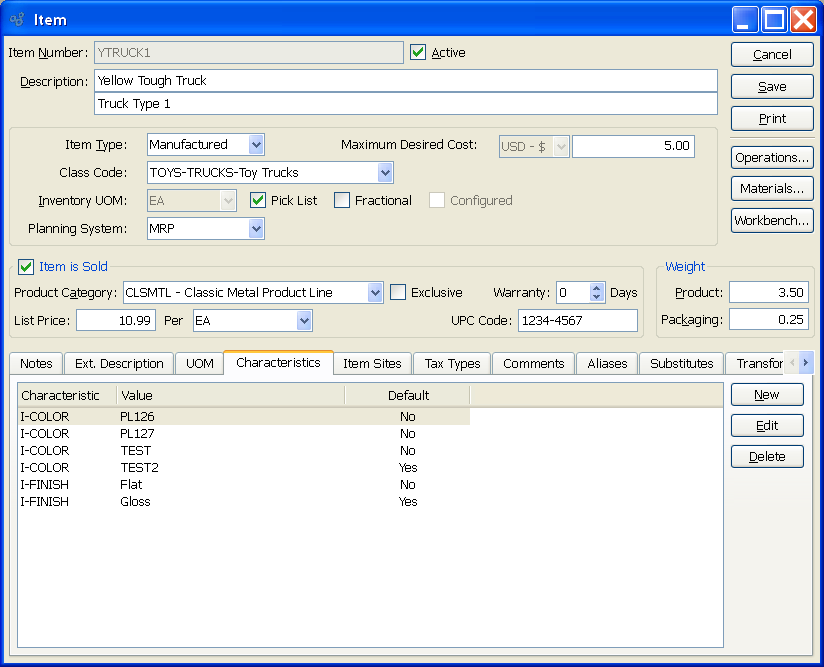 Item
Item Number: YTRUCK1 Active
Cancel
Description: Yellow Tough Truck
Truck Type 1
Save
Print
Item Type: Manufactured Maximum Desired Cost: USD - $ 5.00
Operations...
Class Code: TOYS-TRUCKS-Toy Trucks
Materials...
Inventory UOM: EA Pick List Fractional Configured
Workbench...
Planning System: MRP
Item is Sold Weight
Product Category: CLSMTL - Classic Metal Product Line Exclusive Warranty: 0 Days Product: 3.50
List Price: 10.99 Per EA UPC Code: 1234-4567 Packaging: 0.25
Notes Ext. Description UOM Characteristics Item Sites Tax Types Comments Aliases Substitutes Transfor
Characteristic Value Default
New
I-COLOR PL126 No
I-COLOR PL127 No
Edit
I-COLOR TEST No
Delete
I-COLOR TEST2 Yes
I-FINISH Flat No
I-FINISH Gloss Yes